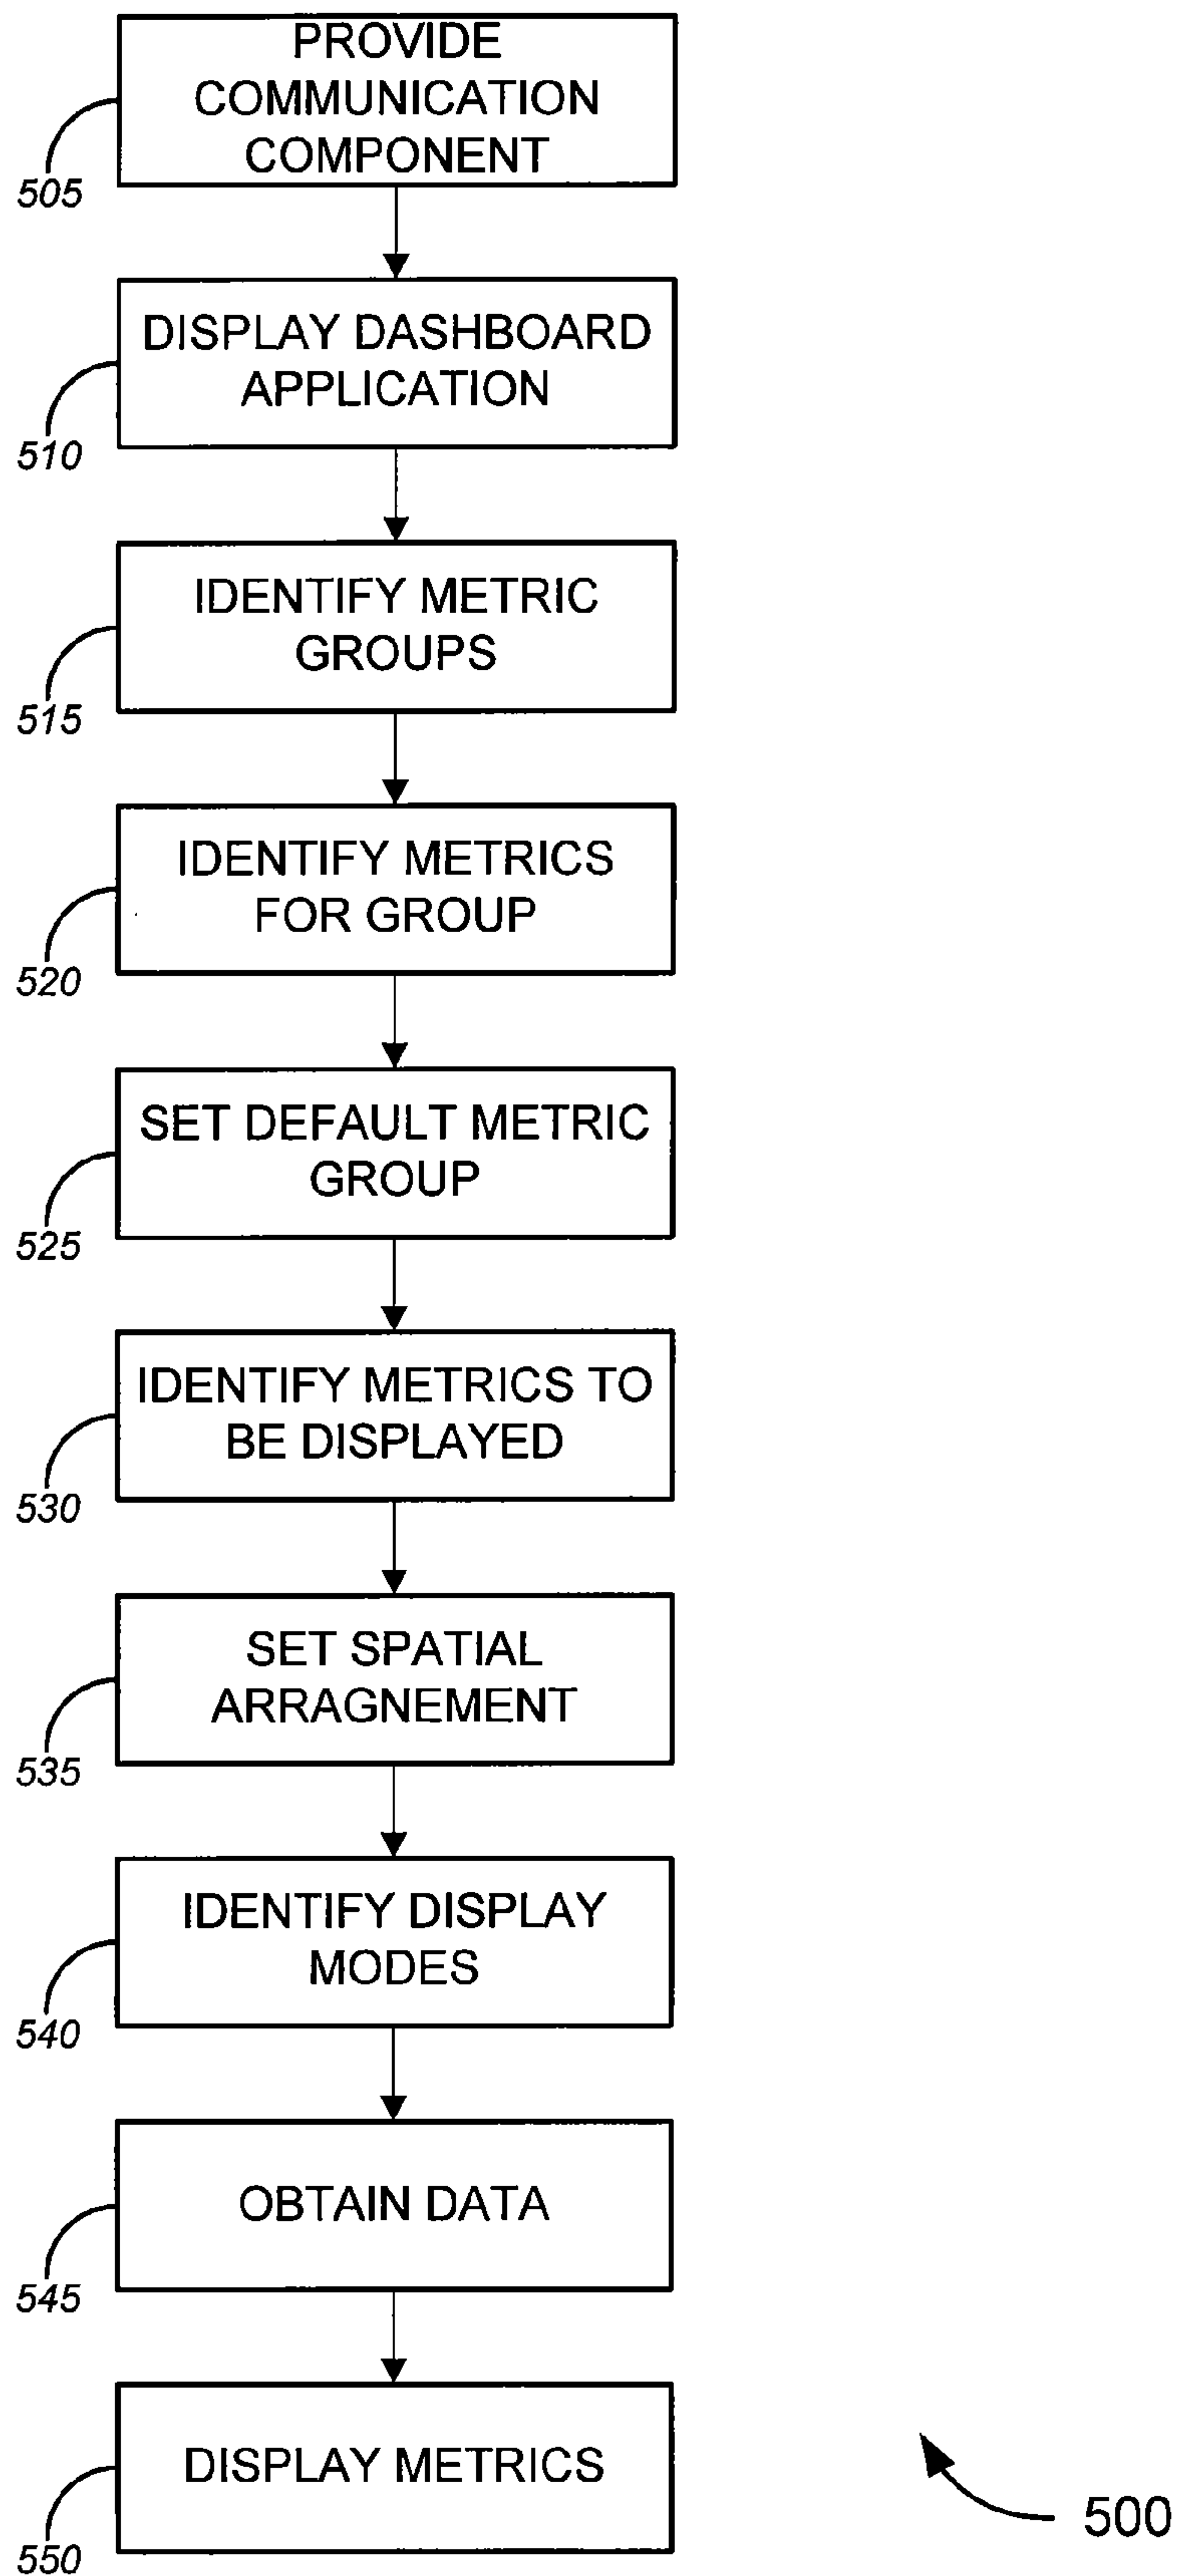 PROVIDE
COMMUNICATION
COMPONENT
505
DISPLAY DASHBOARD
APPLICATION
510
IDENTIFY METRIC
GROUPS
515
IDENTIFY METRICS
FOR GROUP
520
SET DEFAULT METRIC
GROUP
525
IDENTIFY METRICS TO
BE DISPLAYED
530
SET SPATIAL
ARRAGNEMENT
535
IDENTIFY DISPLAY
MODES
540
OBTAIN DATA
545
DISPLAY METRICS
550
500